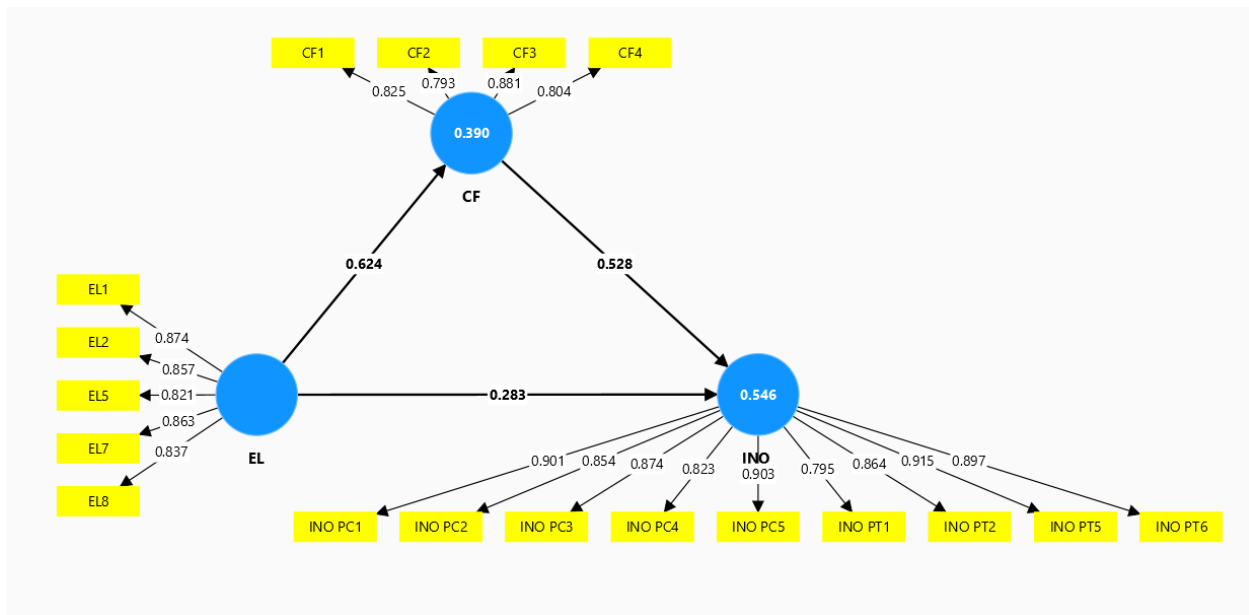 CF1 CF2 CF3 CF4
0.825 0.793 0.881 0.804
0.390
CF
0.624 0.528
EL1
EL2
EL5
EL7
EL8
0.874
0.857
0.821
0.863
0.837
EL
0.283
0.546
INO
0.901 0.854 0.874 0.823 0.903 0.795 0.864 0.915 0.897
INO PC1 INO PC2 INO PC3 INO PC4 INO PC5 INO PT1 INO PT2 INO PT5 INO PT6